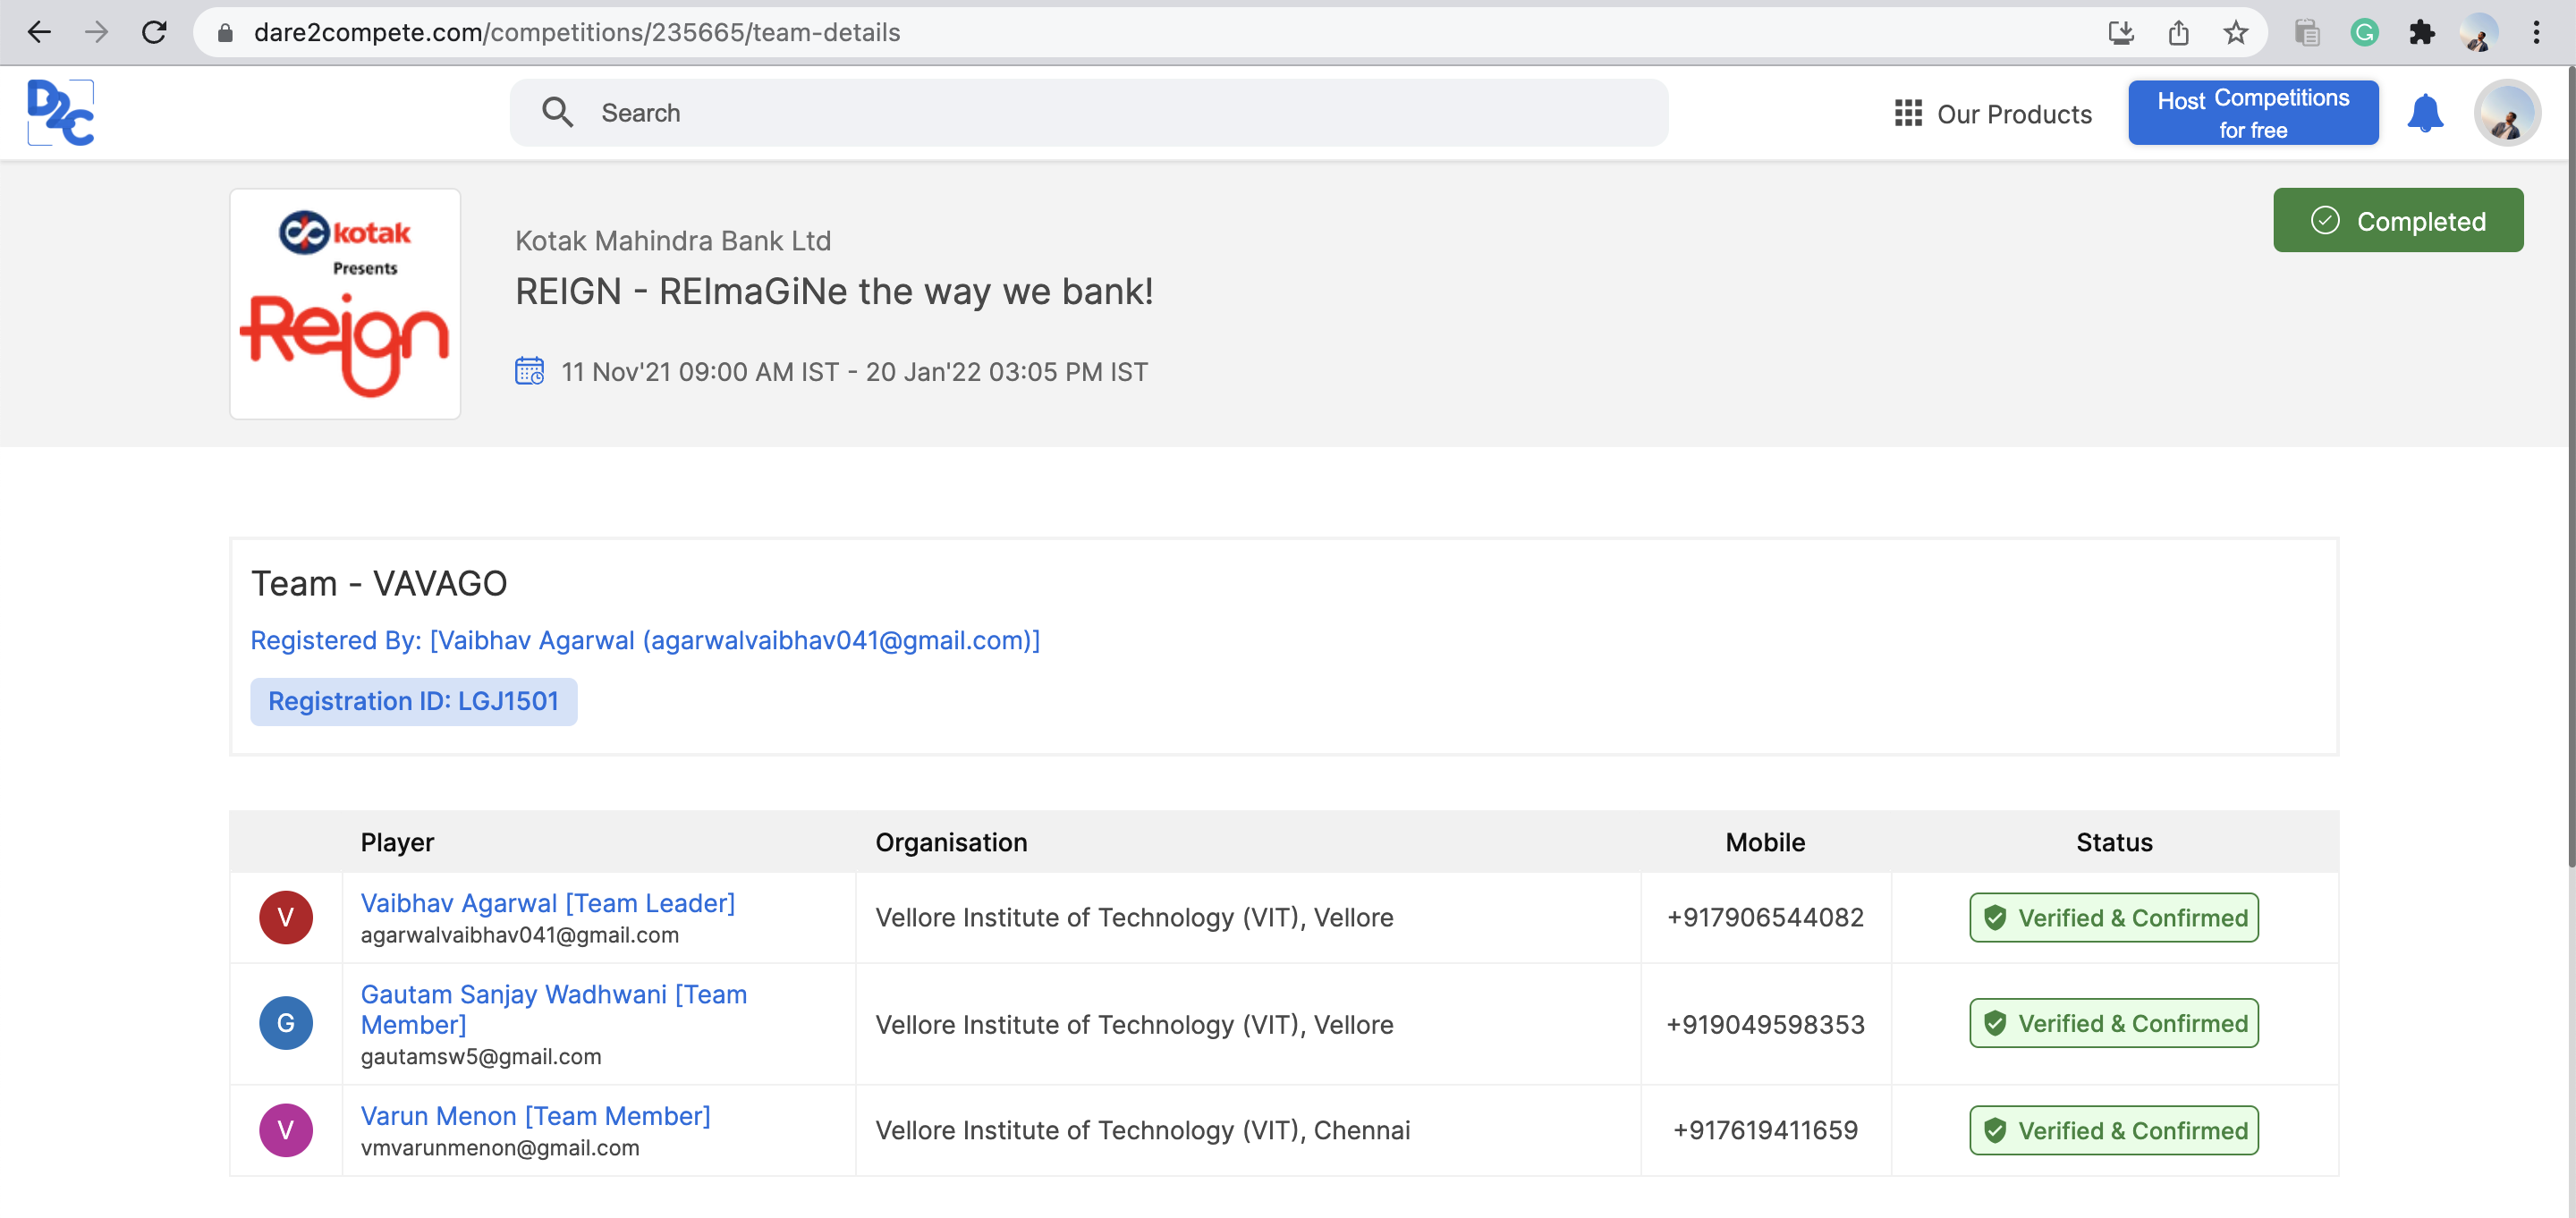 dare2compete.com/competitions/235665/team-details
D2C
Search
Our Products
Host Competitions
for free
kotak
Presents
Reign
Kotak Mahindra Bank Ltd
REIGN - REImaGiNe the way we bank!
11 Nov'21 09:00 AM IST - 20 Jan'22 03:05 PM IST
Completed
Team - VAVAGO
Registered By: [Vaibhav Agarwal (agarwalvaibhav041@gmail.com)]
Registration ID: LGJ1501
Player Organisation Mobile Status
V
Vaibhav Agarwal [Team Leader]
agarwalvaibhav041@gmail.com
Vellore Institute of Technology (VIT), Vellore
+917906544082
Verified & Confirmed
G
Gautam Sanjay Wadhwani [Team
Member]
gautamsw5@gmail.com
Vellore Institute of Technology (VIT), Vellore
+919049598353
Verified & Confirmed
V
Varun Menon [Team Member]
vmvarunmenon@gmail.com
Vellore Institute of Technology (VIT), Chennai
+917619411659
Verified & Confirmed